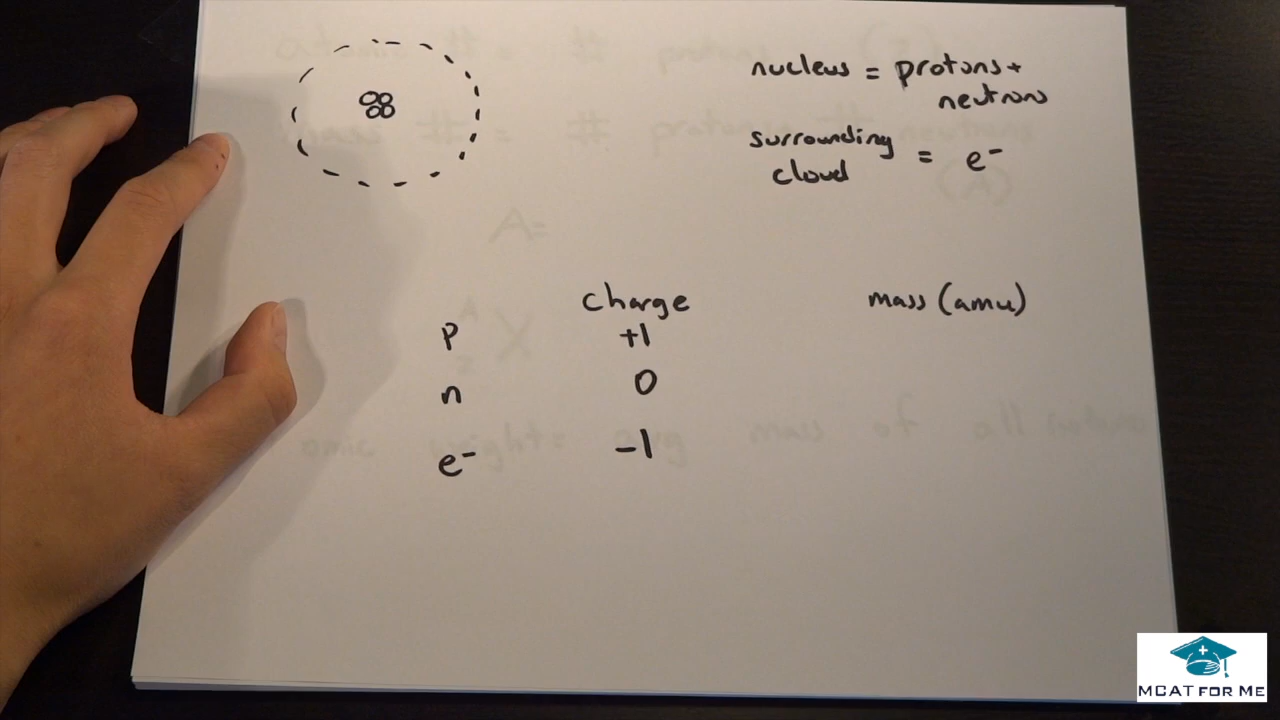 nucleus = protons +
neutrons
surrounding
cloud = e⁻
charge mass (amu)
p +1
n 0
e⁻ -1
MCAT FOR ME